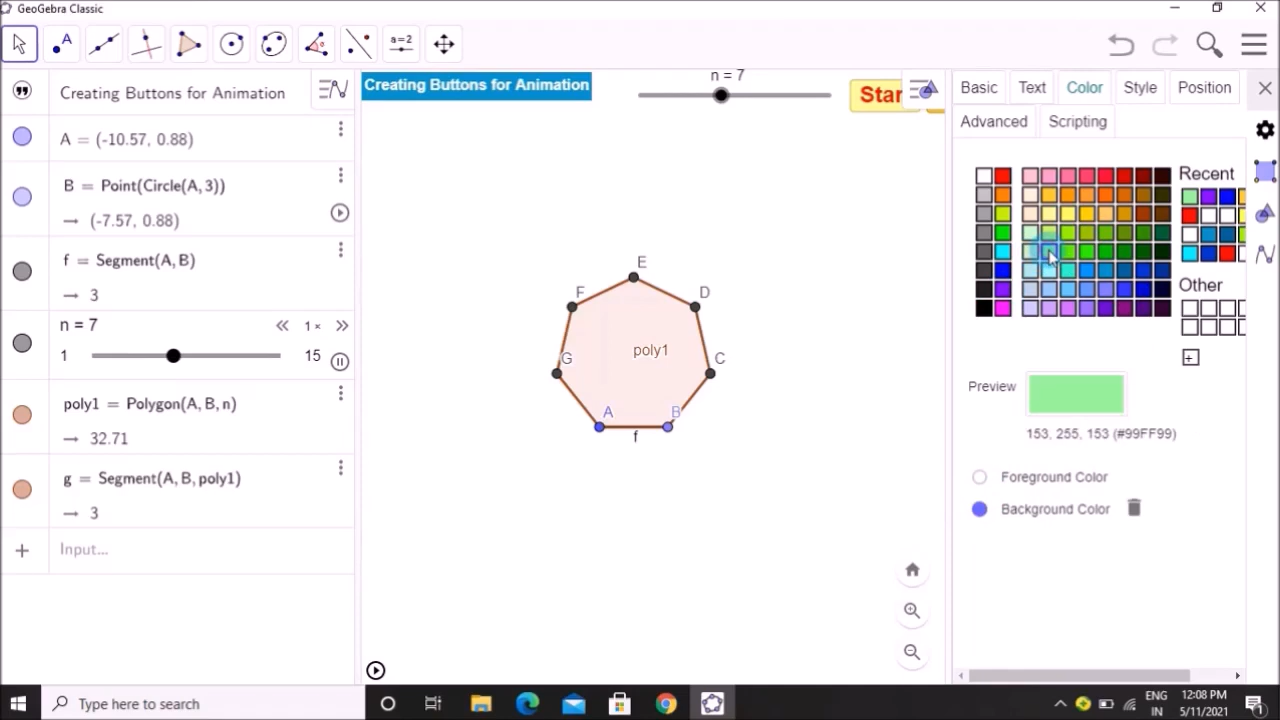 GeoGebra Classic
a=2
Creating Buttons for Animation
A = (-10.57, 0.88)
B = Point(Circle(A, 3))
→ (-7.57, 0.88)
f = Segment(A, B)
→ 3
n = 7
1 ×
1
15
poly1 = Polygon(A, B, n)
→ 32.71
g = Segment(A, B, poly1)
→ 3
Input...
Creating Buttons for Animation
n = 7
Star
E
F
D
poly1
G
C
A
B
f
Basic
Text
Color
Style
Position
Advanced
Scripting
Recent
Other
Preview
153, 255, 153 (#99FF99)
Foreground Color
Background Color
Type here to search
ENG
IN
12:08 PM
5/11/2021
1